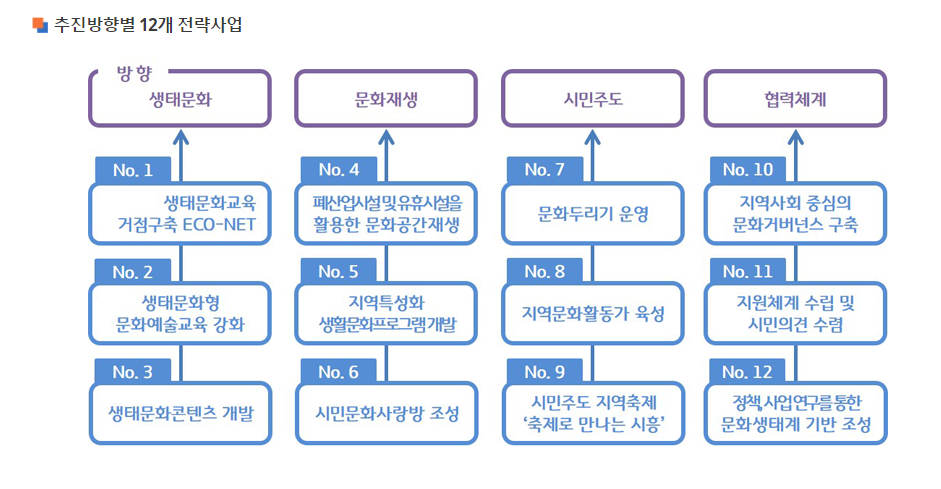 추진방향별 12개 전략사업
방향
생태문화
문화재생
시민주도
협력체계
No. 1
생태문화교육
거점구축 ECO-NET
No. 2
생태문화형
문화예술교육 강화
No. 3
생태문화콘텐츠 개발
No. 4
폐산업시설 및 유휴시설을
활용한 문화공간재생
No. 5
지역특성화
생활문화프로그램 개발
No. 6
시민문화사랑방 조성
No. 7
문화두리기 운영
No. 8
지역문화활동가 육성
No. 9
시민주도 지역축제
‘축제로 만나는 시흥’
No. 10
지역사회 중심의
문화거버넌스 구축
No. 11
지원체계 수립 및
시민의견 수렴
No. 12
정책,사업연구를 통한
문화생태계 기반 조성